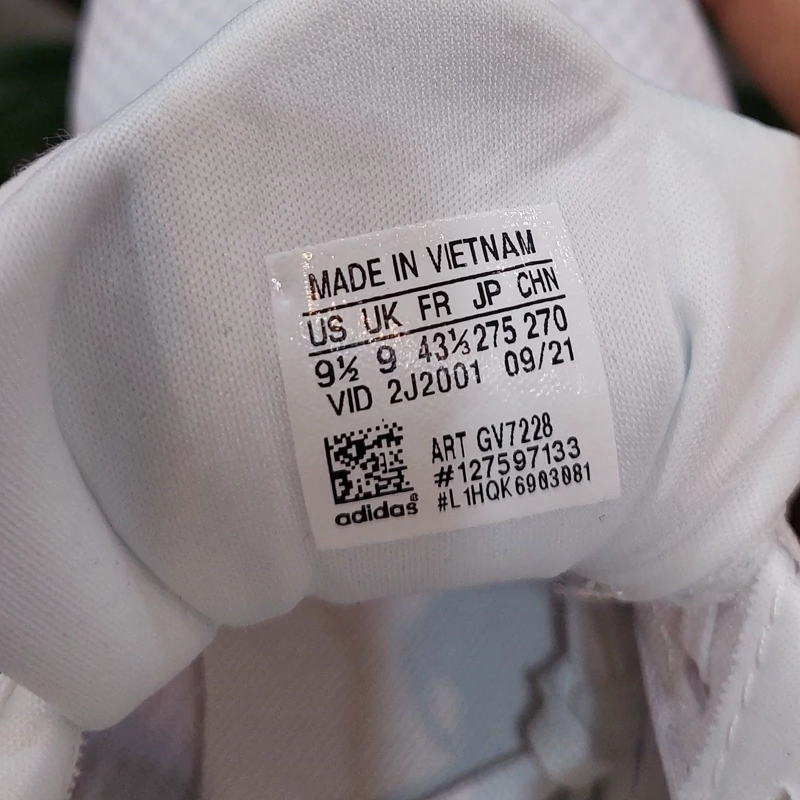 MADE IN VIETNAM
US UK FR JP CHN
9½ 9 43⅓ 275 270
VID 2J2001 09/21
ART GV7228
#127597133
#L1HQK6903081
adidas®